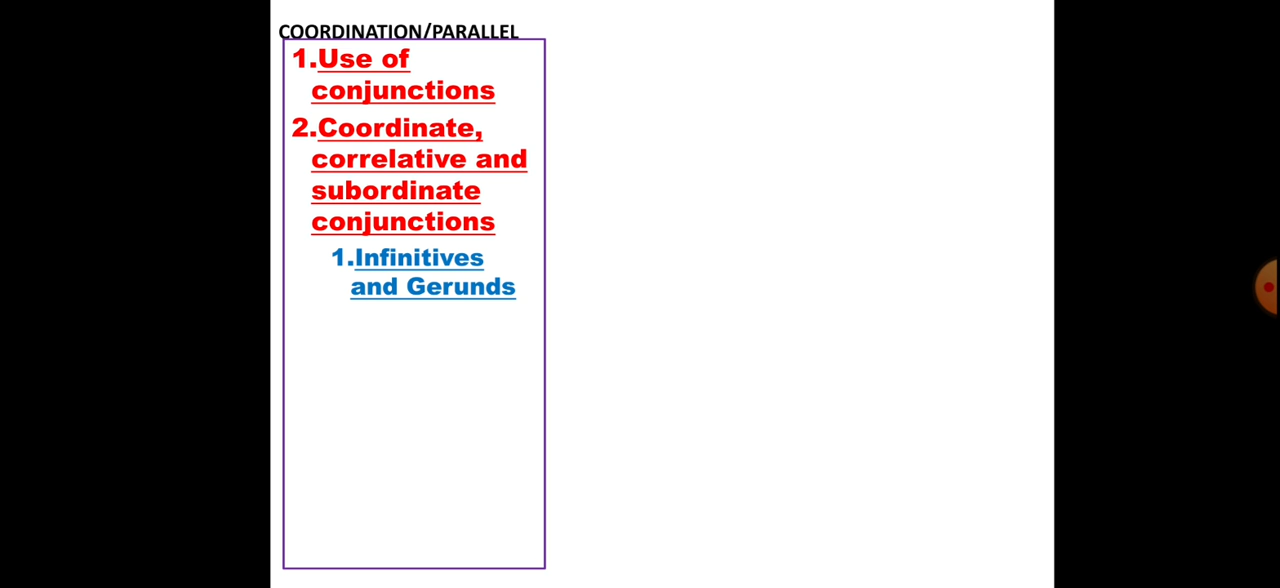 COORDINATION/PARALLEL
1.Use of
conjunctions
2.Coordinate,
correlative and
subordinate
conjunctions
1.Infinitives
and Gerunds